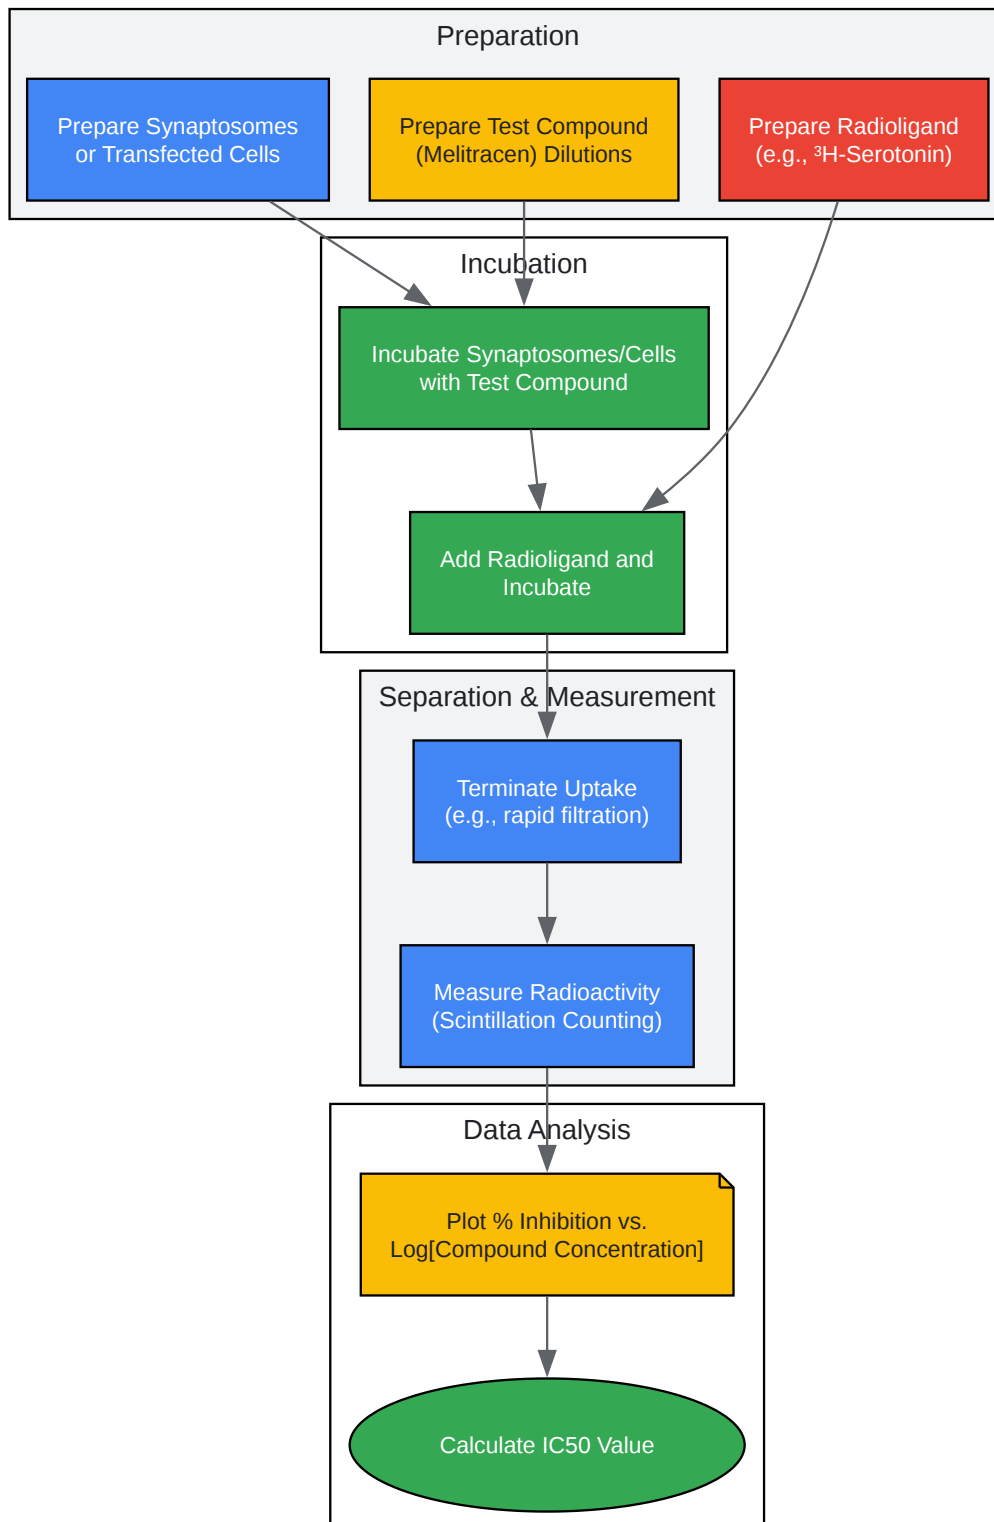 Preparation
Prepare Synaptosomes
or Transfected Cells
Prepare Test Compound
(Melitracen) Dilutions
Prepare Radioligand
(e.g., ³H-Serotonin)
Incubation
Incubate Synaptosomes/Cells
with Test Compound
Add Radioligand and
Incubate
Separation & Measurement
Terminate Uptake
(e.g., rapid filtration)
Measure Radioactivity
(Scintillation Counting)
Data Analysis
Plot % Inhibition vs.
Log[Compound Concentration]
Calculate IC50 Value